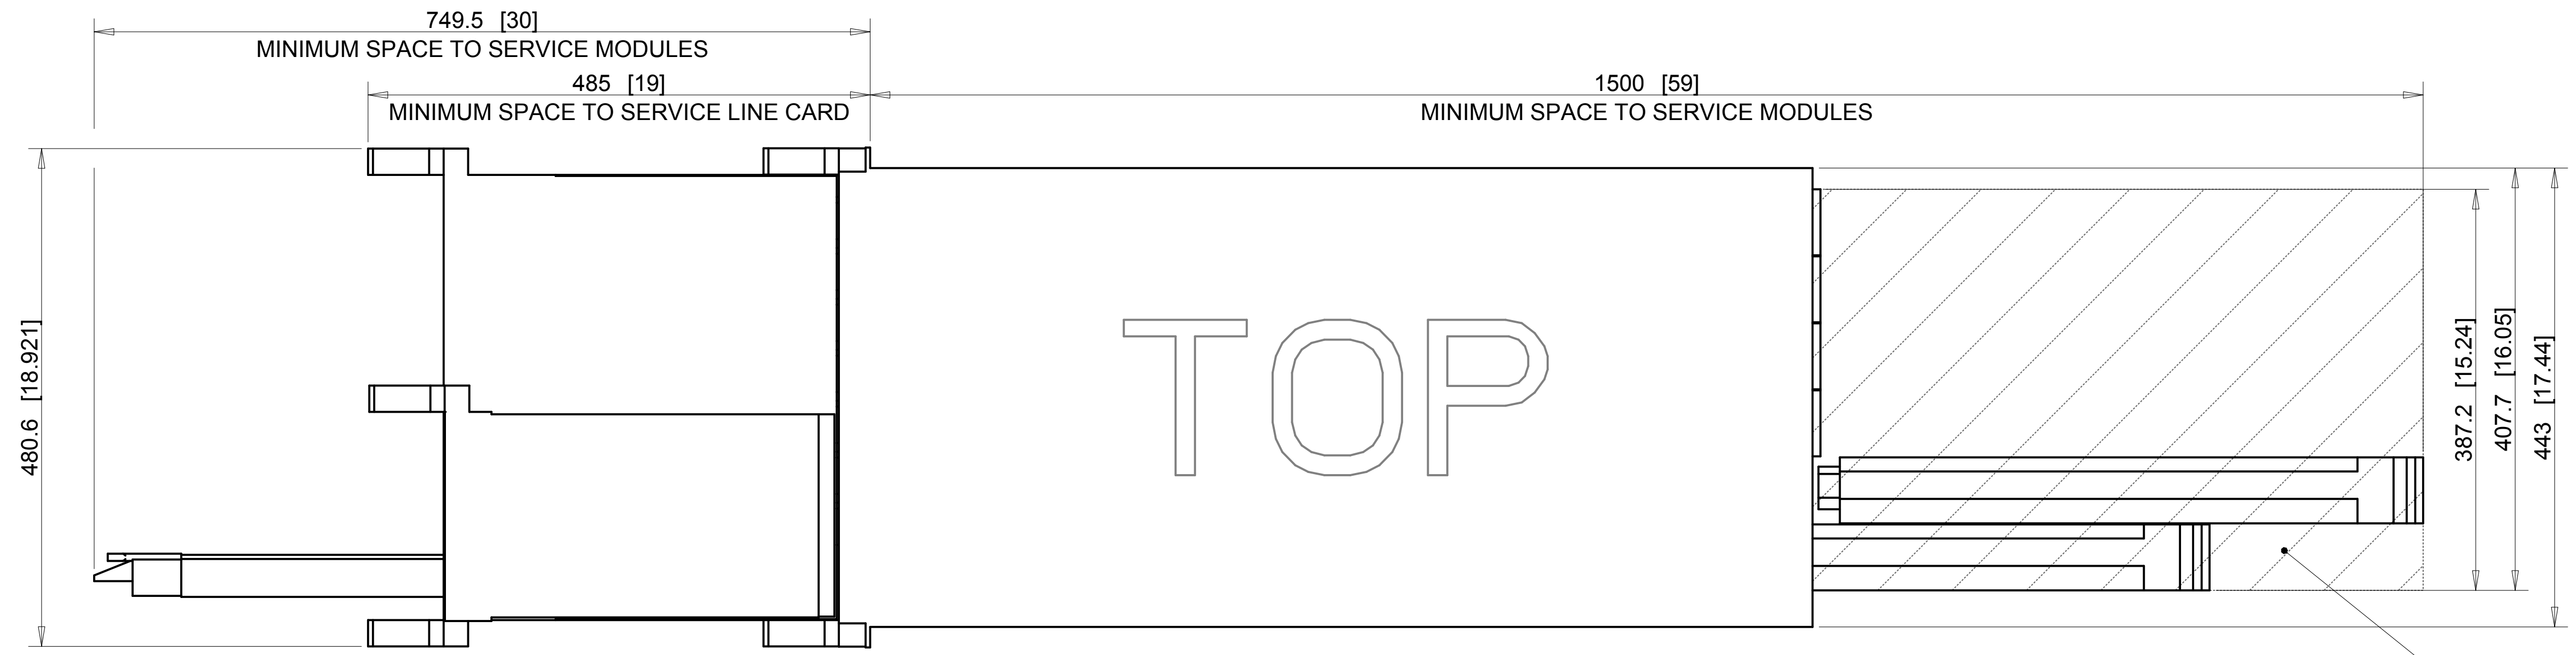 749.5 [30]
MINIMUM SPACE TO SERVICE MODULES
485 [19]
MINIMUM SPACE TO SERVICE LINE CARD
1500 [59]
MINIMUM SPACE TO SERVICE MODULES
480.6 [18.921]
TOP
387.2 [15.24]
407.7 [16.05]
443 [17.44]